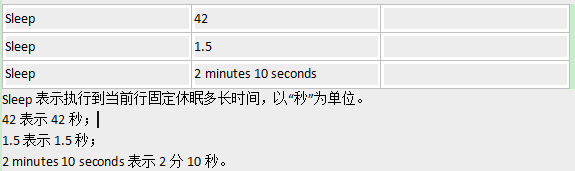 Sleep 42
Sleep 1.5
Sleep 2 minutes 10 seconds
Sleep 表示执行到当前行固定休眠多长时间，以“秒”为单位。
42 表示 42 秒；
1.5 表示 1.5 秒；
2 minutes 10 seconds 表示 2 分 10 秒。